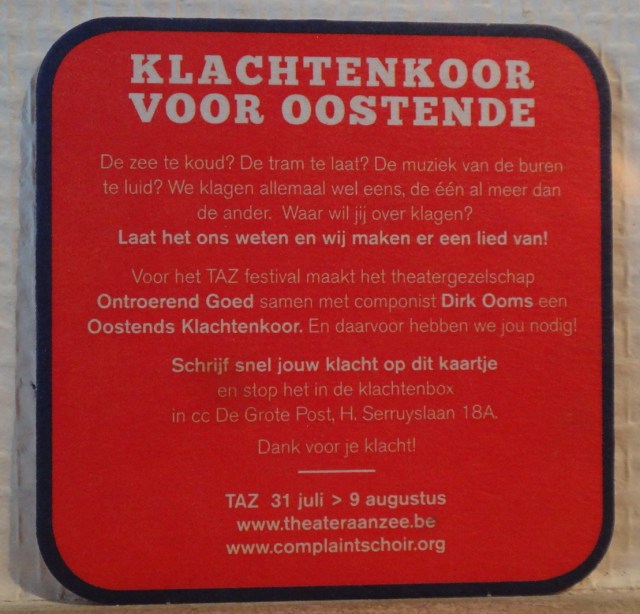 KLACHTENKOOR
VOOR OOSTENDE
De zee te koud? De tram te laat? De muziek van de buren
te luid? We klagen allemaal wel eens, de één al meer dan
de ander. Waar wil jij over klagen?
Laat het ons weten en wij maken er een lied van!
Voor het TAZ festival maakt het theatergezelschap
Ontroerend Goed samen met componist Dirk Ooms een
Oostends Klachtenkoor. En daarvoor hebben we jou nodig!
Schrijf snel jouw klacht op dit kaartje
en stop het in de klachtenbox
in cc De Grote Post, H. Serruyslaan 18A.
Dank voor je klacht!
TAZ 31 juli > 9 augustus
www.theateraanzee.be
www.complaintschoir.org